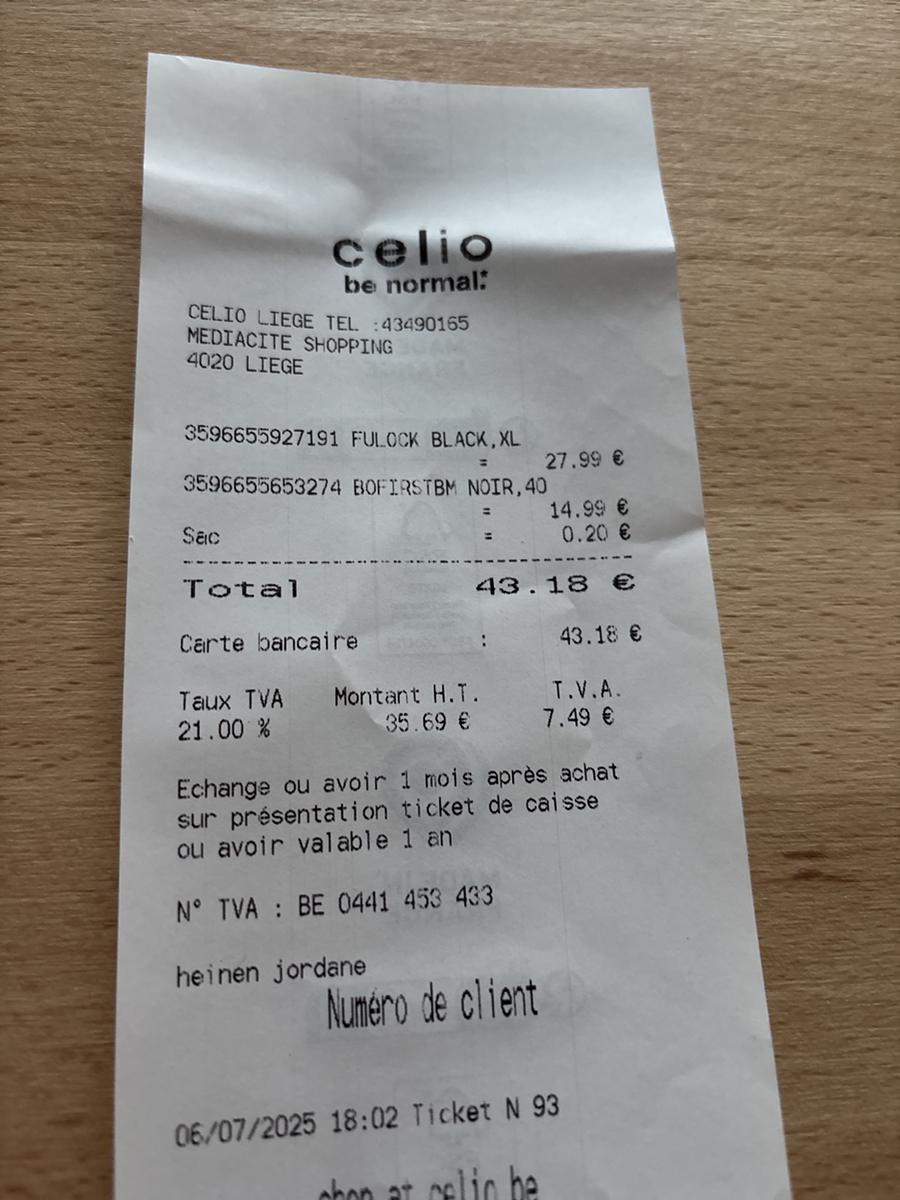 celio
be normal.*
CELIO LIEGE TEL :43490165
MEDIACITE SHOPPING
4020 LIEGE
3596655927191 FULOCK BLACK,XL
= 27.99 €
3596655653274 BOFIRSTBM NOIR,40
= 14.99 €
Sac = 0.20 €
Total 43.18 €
Carte bancaire : 43.18 €
Taux TVA Montant H.T. T.V.A.
21.00 % 35.69 € 7.49 €
Echange ou avoir 1 mois après achat
sur présentation ticket de caisse
ou avoir valable 1 an
N° TVA : BE 0441 453 433
heinen jordane
Numéro de client
06/07/2025 18:02 Ticket N 93
shop at celio be